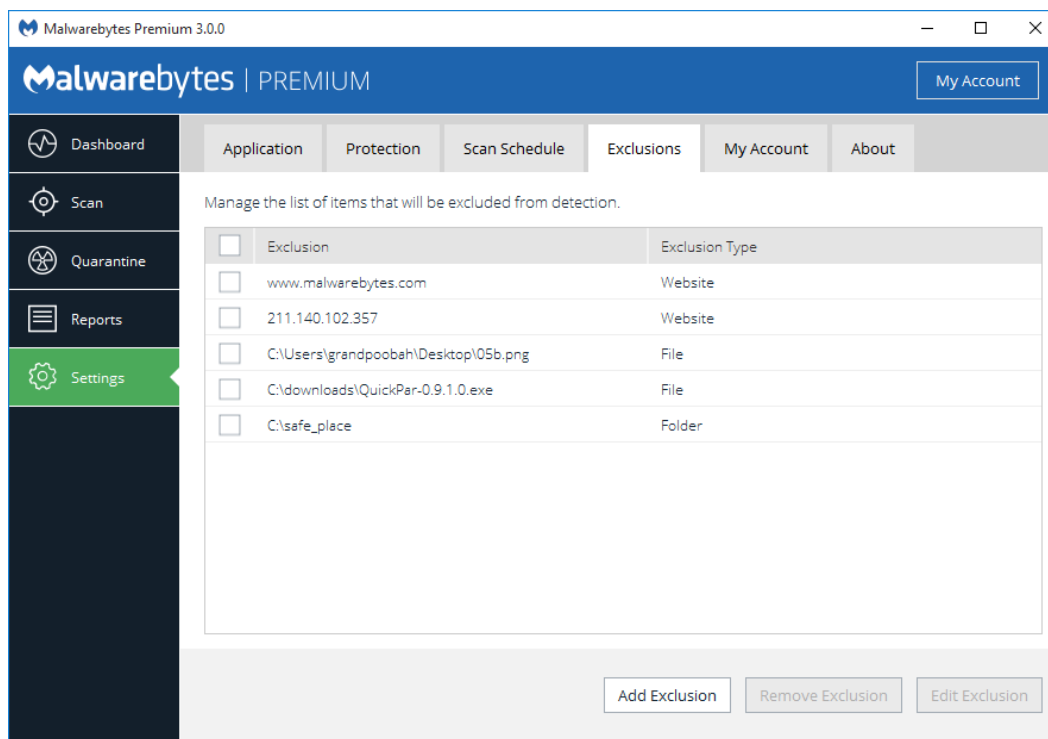 Malwarebytes Premium 3.0.0
Malwarebytes | PREMIUM
My Account
Dashboard
Scan
Quarantine
Reports
Settings
Application Protection Scan Schedule Exclusions My Account About
Manage the list of items that will be excluded from detection.
Exclusion Exclusion Type
www.malwarebytes.com Website
211.140.102.357 Website
C:\Users\grandpoobah\Desktop\05b.png File
C:\downloads\QuickPar-0.9.1.0.exe File
C:\safe_place Folder
Add Exclusion Remove Exclusion Edit Exclusion